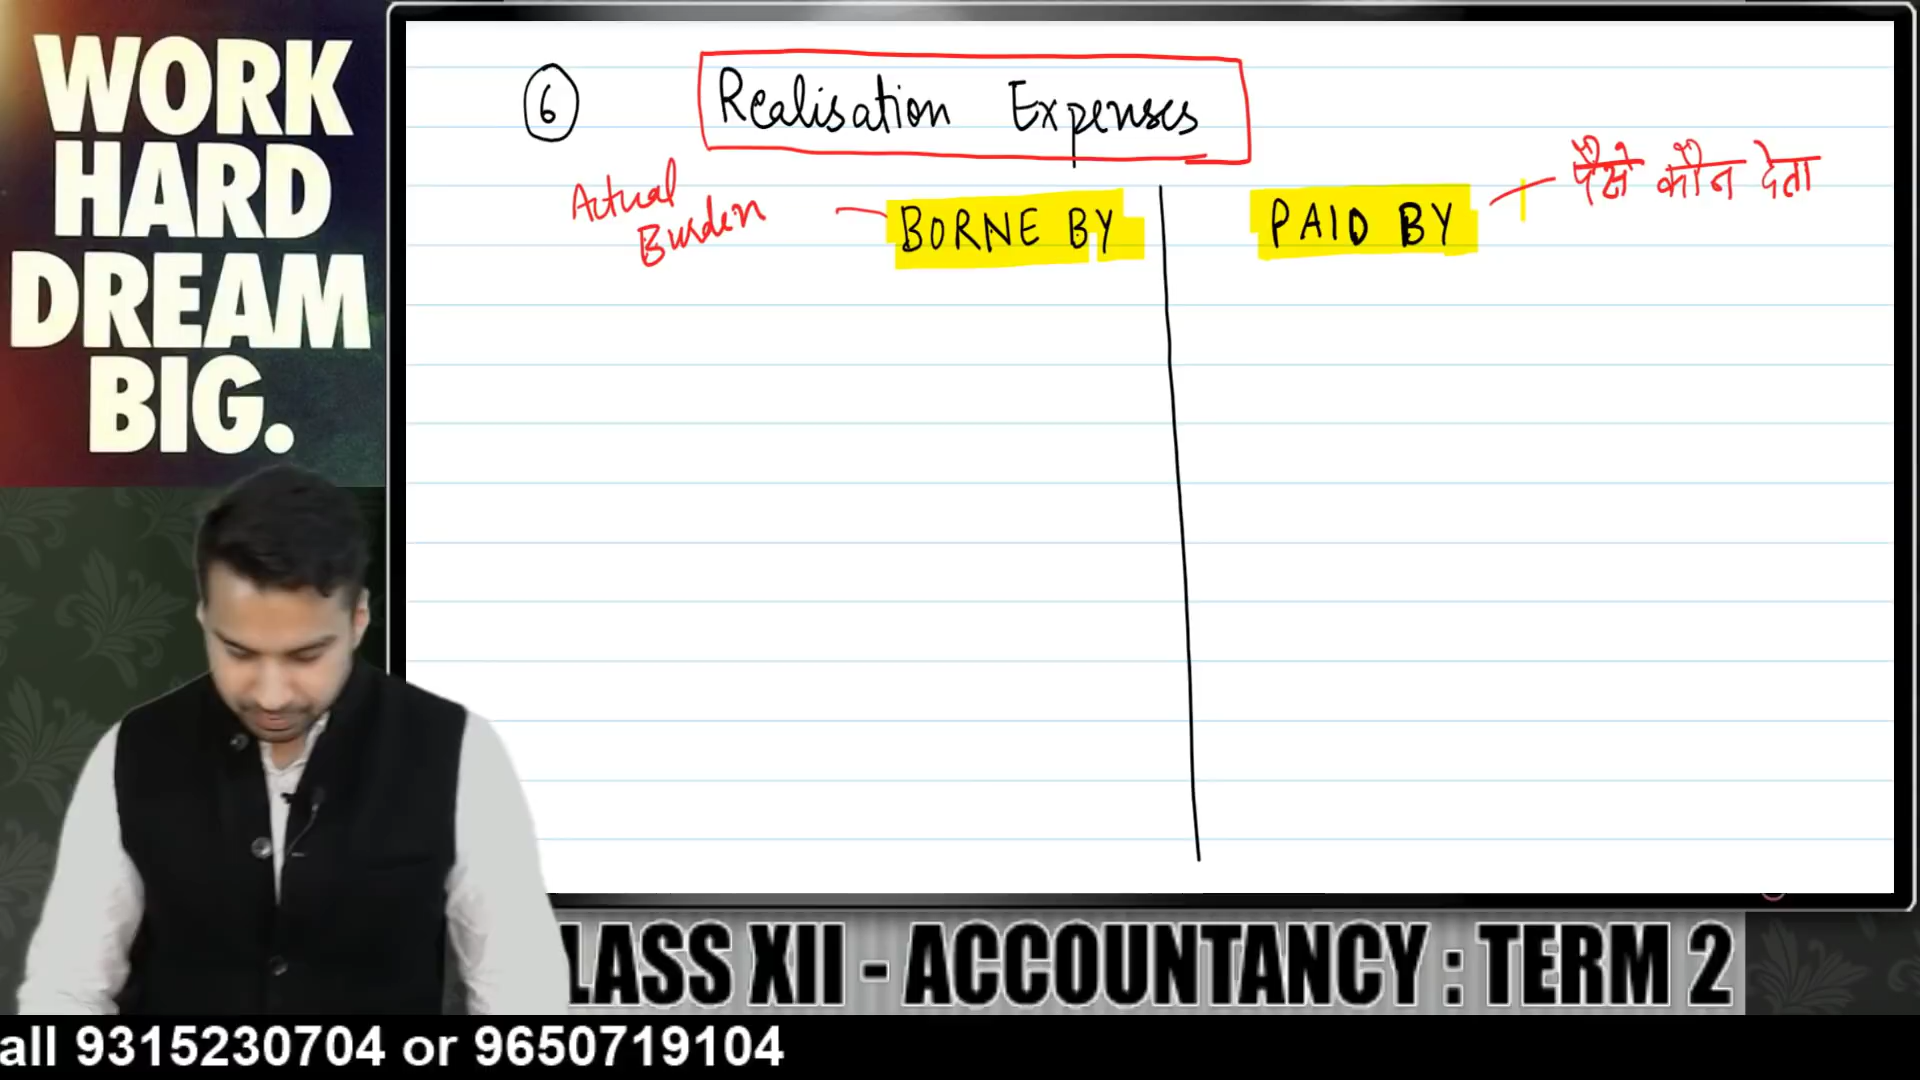 WORK
HARD
DREAM
BIG.
6
Realisation Expenses
Actual
Burden
BORNE BY
PAID BY
पैसे कौन देता
LASS XII - ACCOUNTANCY : TERM 2
all 9315230704 or 9650719104